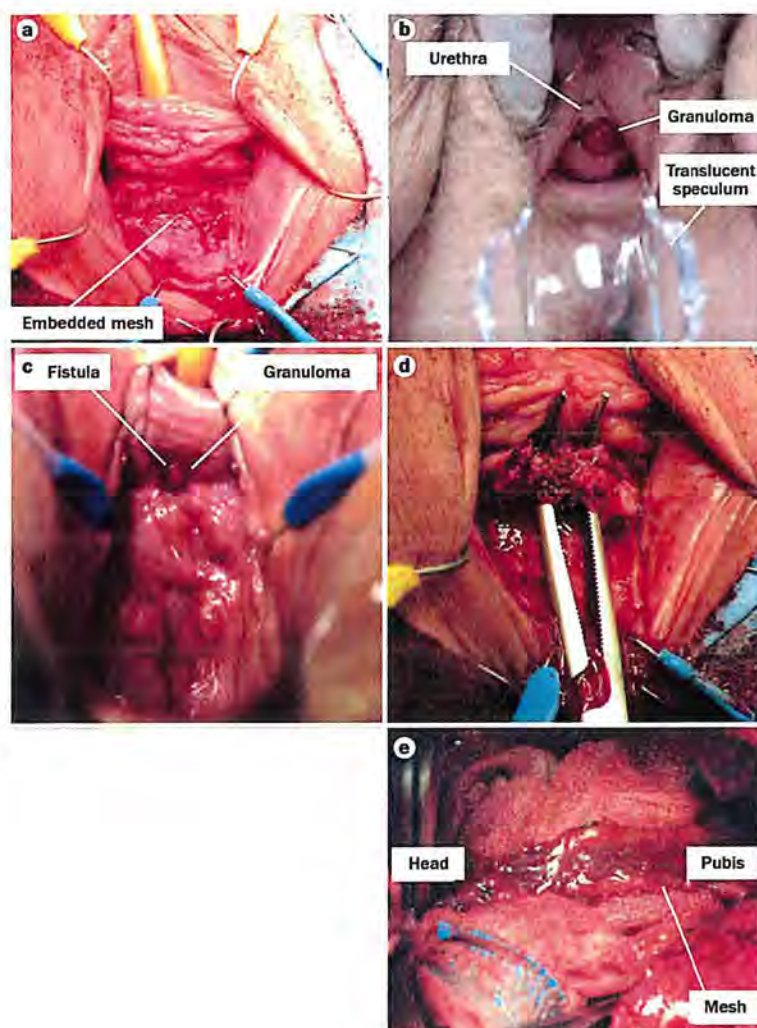 a
b
Urethra
Granuloma
Translucent
speculum
Embedded mesh
c
Fistula
Granuloma
d
e
Head
Pubis
Mesh